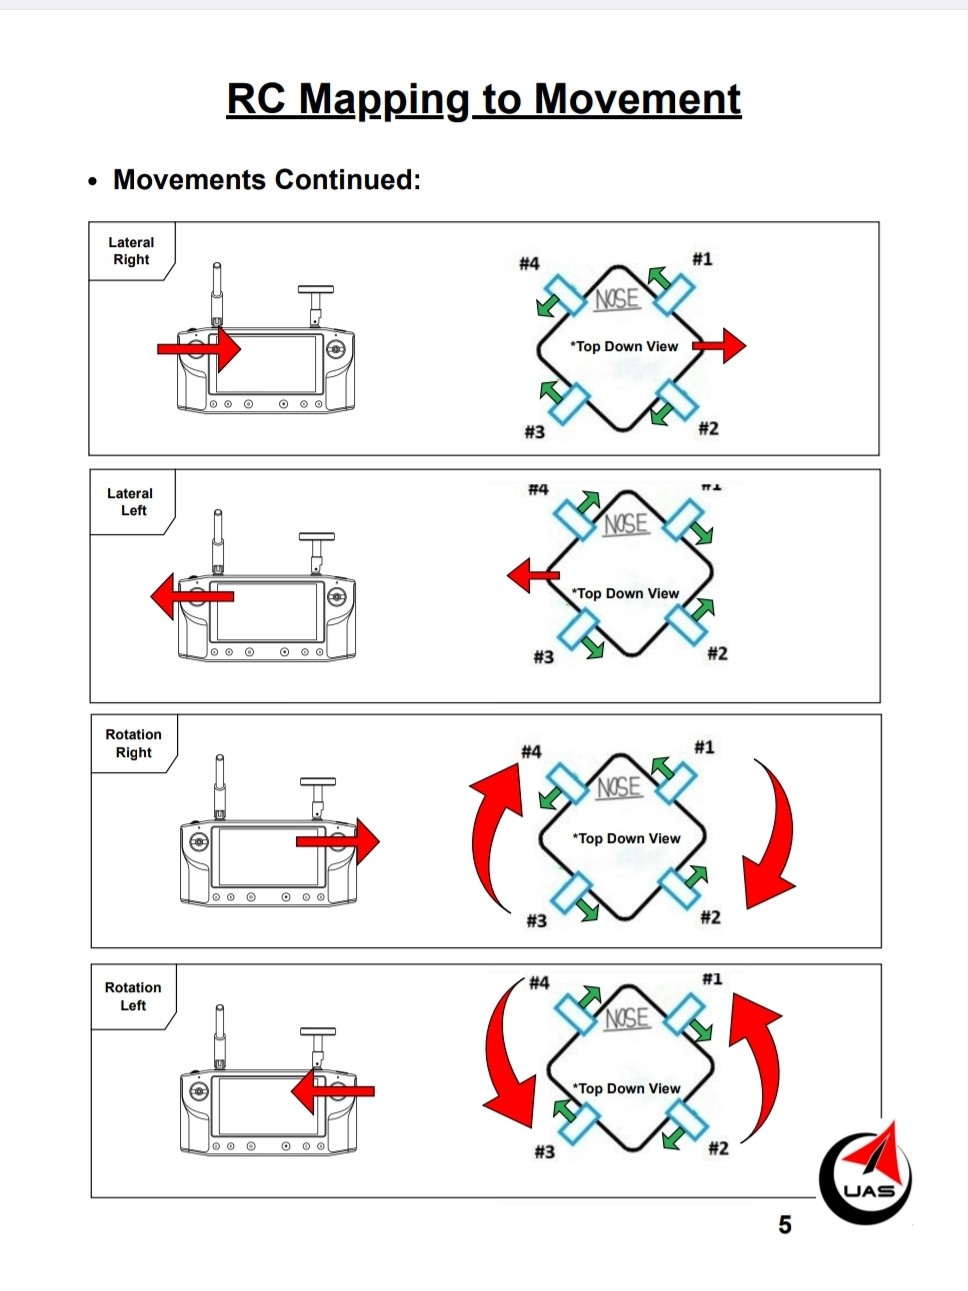 RC Mapping to Movement
• Movements Continued:
Lateral
Right
#4
#1
NOSE
*Top Down View
#3
#2
Lateral
Left
#4
#1
NOSE
*Top Down View
#3
#2
Rotation
Right
#4
#1
NOSE
*Top Down View
#3
#2
Rotation
Left
#4
#1
NOSE
*Top Down View
#3
#2
UAS
5